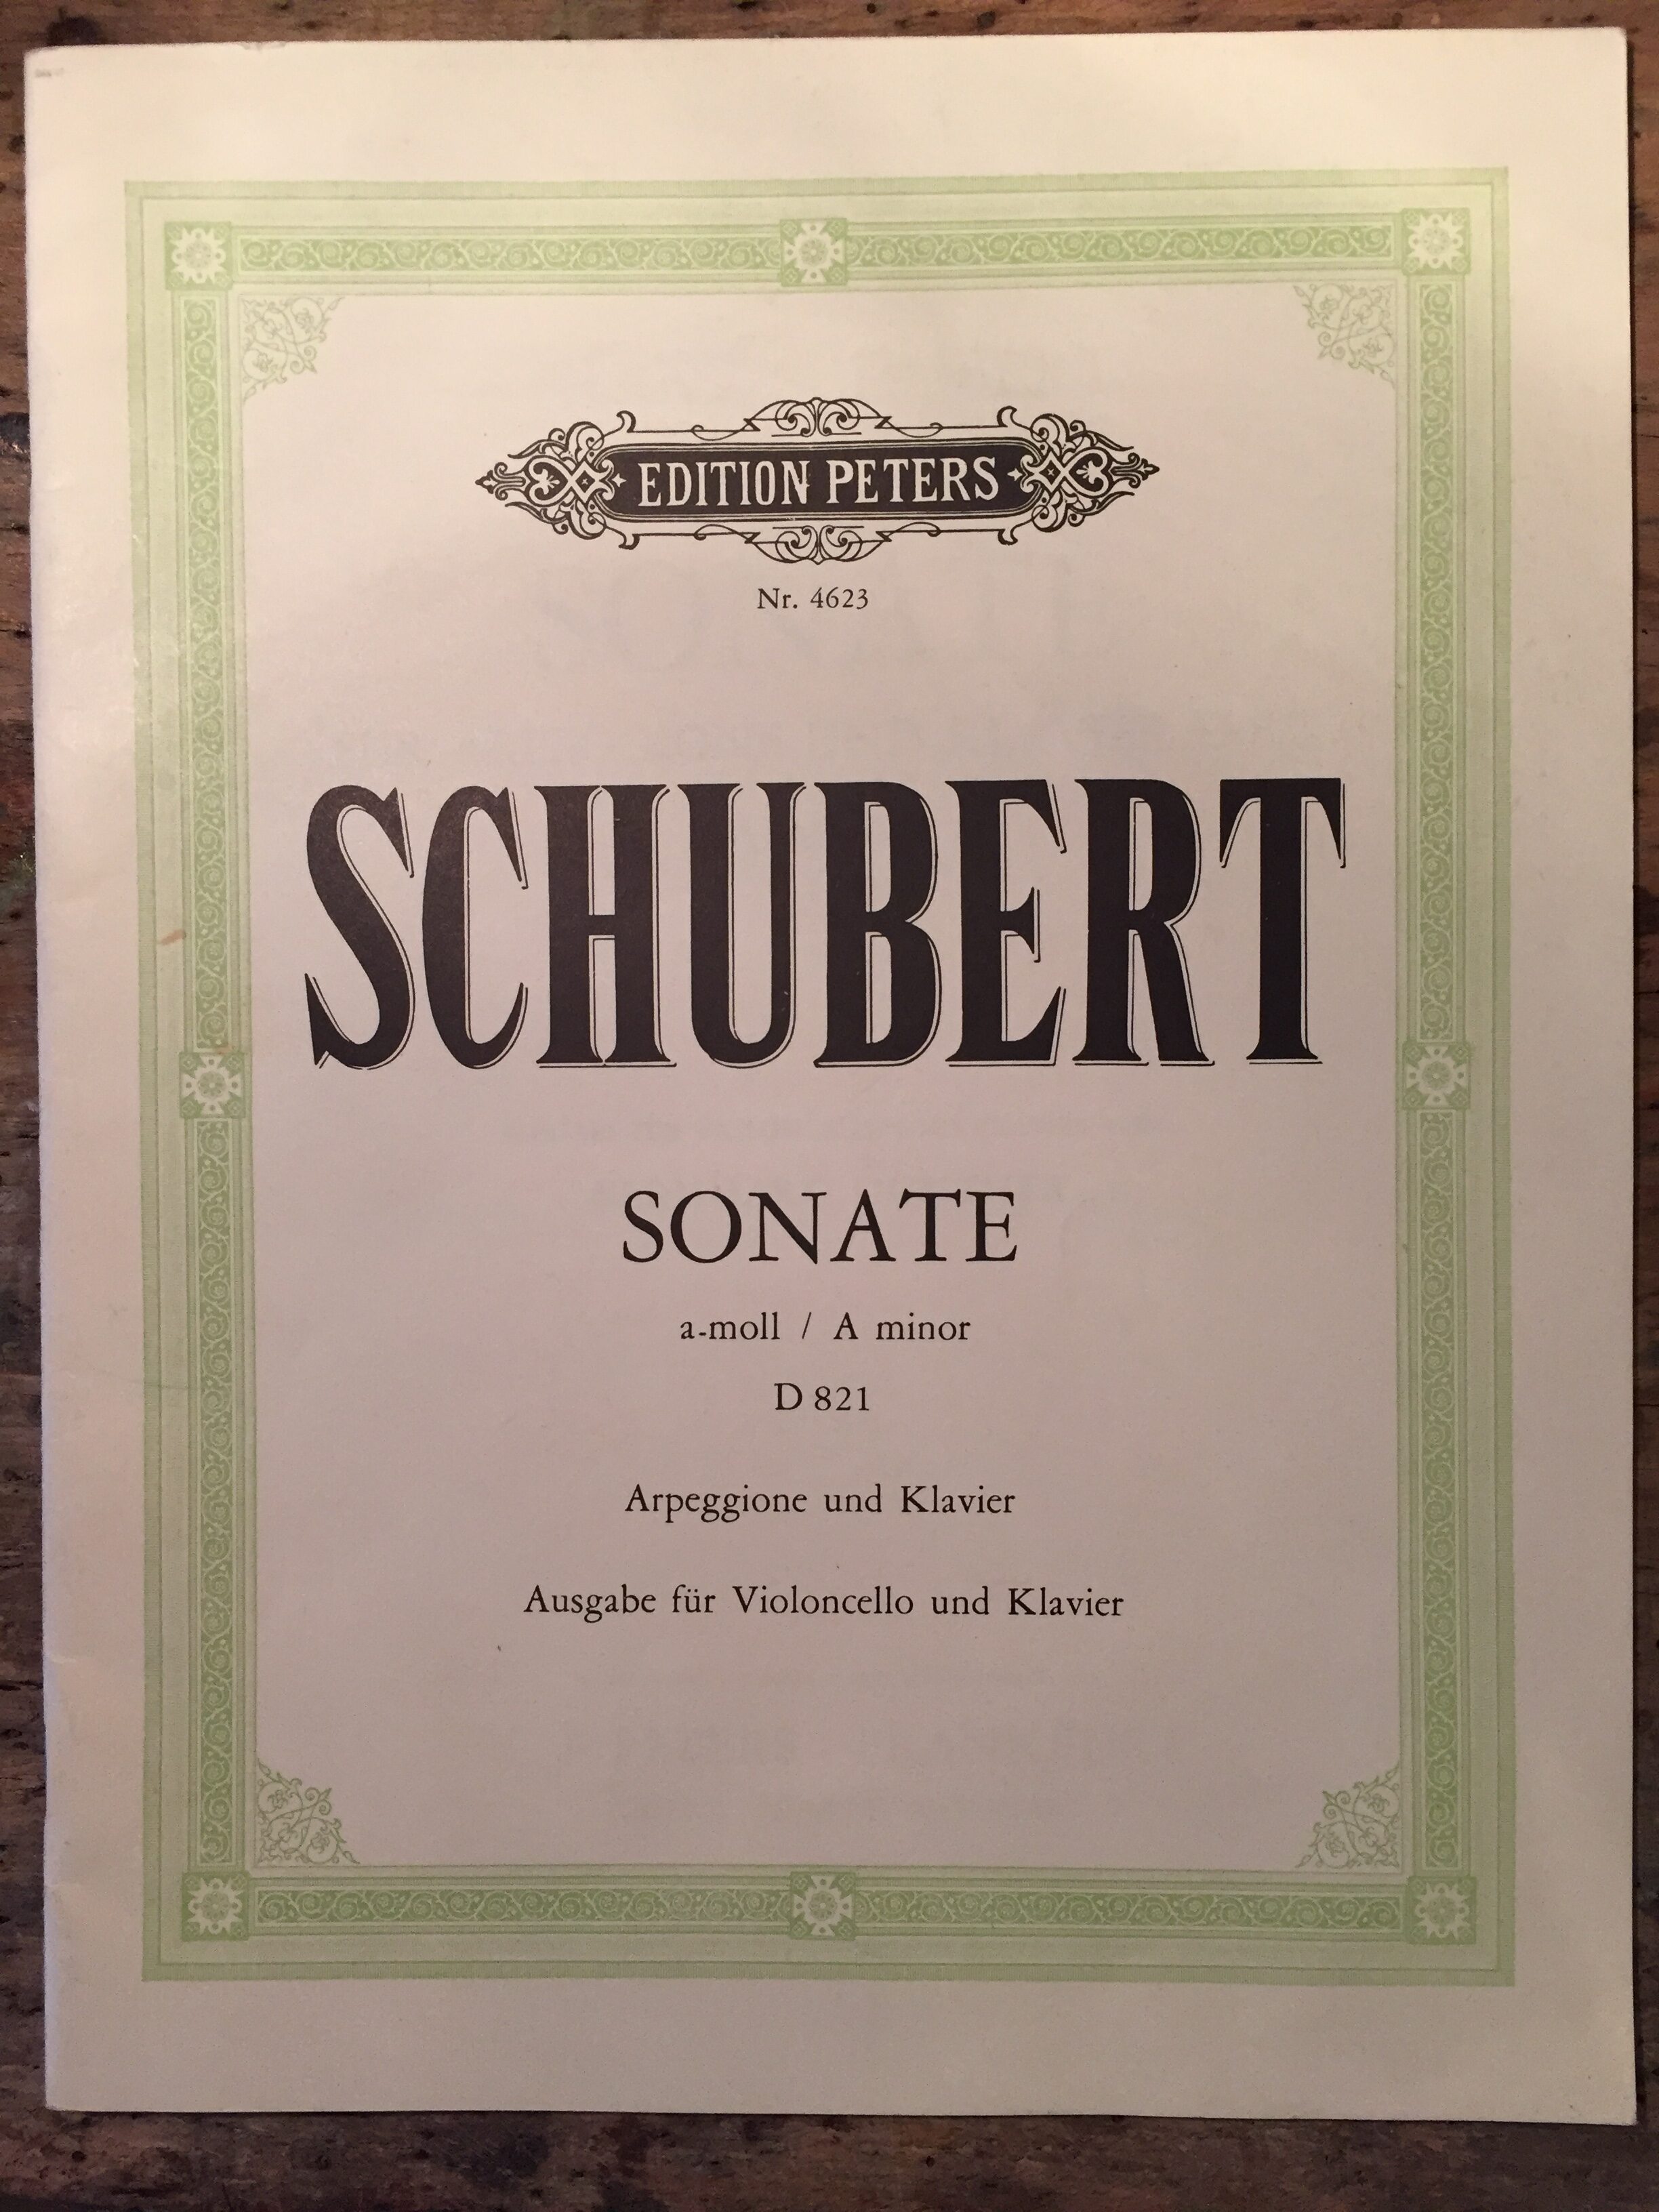 EDITION PETERS
Nr. 4623
SCHUBERT
SONATE
a-moll / A minor
D 821
Arpeggione und Klavier
Ausgabe für Violoncello und Klavier